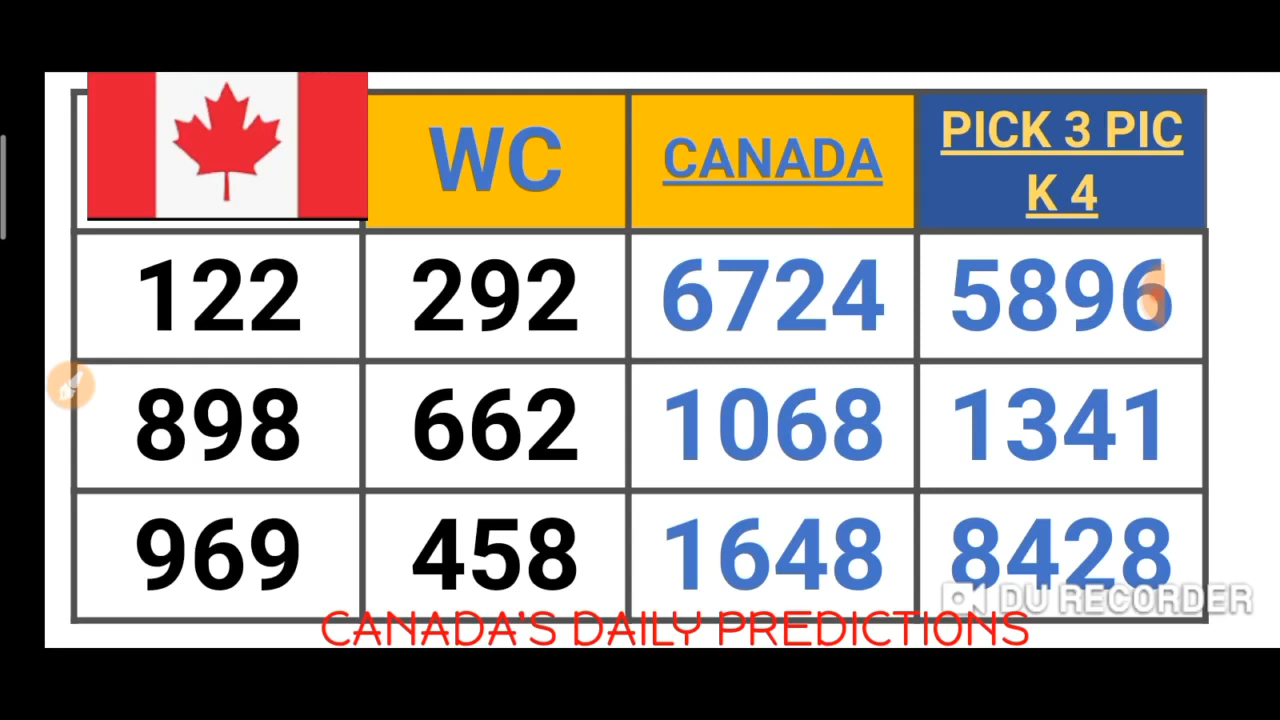 WC
CANADA
PICK 3 PIC
K 4
122 292 6724 5896
898 662 1068 1341
969 458 1648 8428
DU RECORDER
CANADA'S DAILY PREDICTIONS